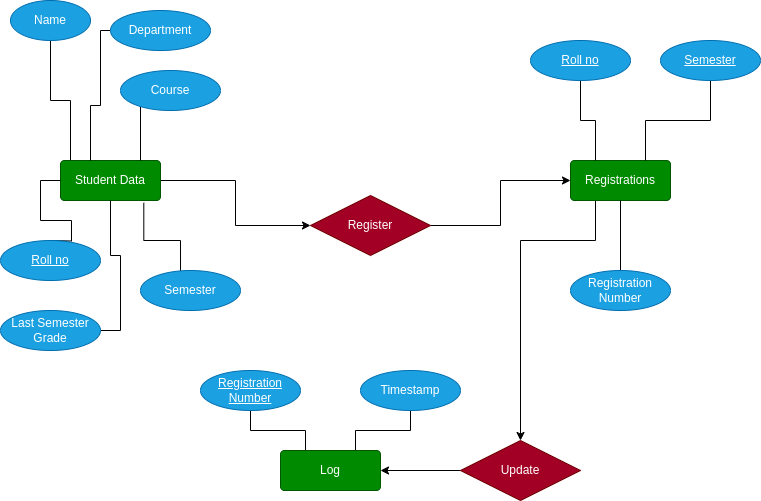 Name
Department
Course
Roll no
Semester
Student Data
Registrations
Register
Roll no
Semester
Last Semester
Grade
Registration
Number
Registration
Number
Timestamp
Log
Update